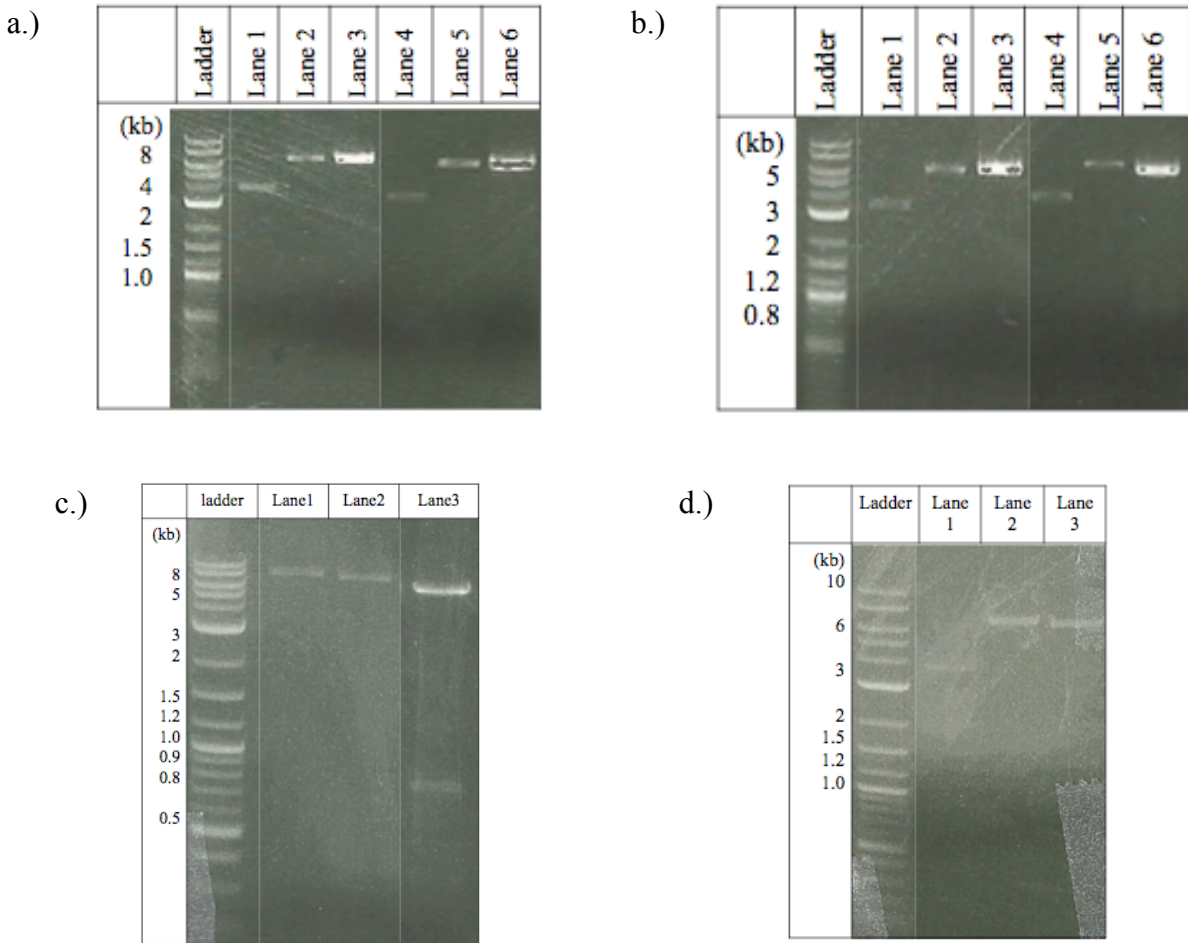 a.)
Ladder Lane 1 Lane 2 Lane 3 Lane 4 Lane 5 Lane 6
(kb)
8
4
2
1.5
1.0
b.)
Ladder Lane 1 Lane 2 Lane 3 Lane 4 Lane 5 Lane 6
(kb)
5
3
2
1.2
0.8
c.)
ladder Lane1 Lane2 Lane3
(kb)
8
5
3
2
1.5
1.2
1.0
0.9
0.8
0.5
d.)
Ladder Lane 1 Lane 2 Lane 3
(kb)
10
6
3
2
1.5
1.2
1.0